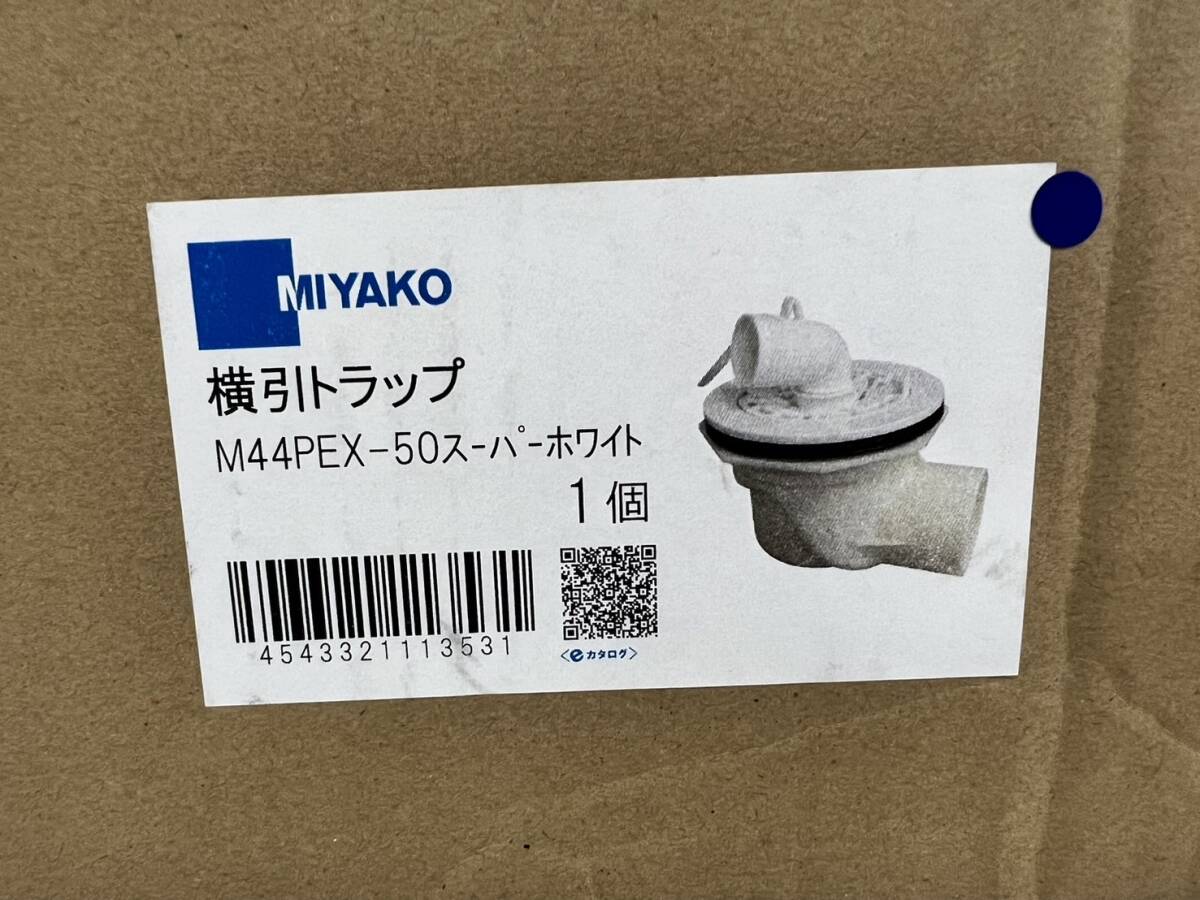 MIYAKO
横引トラップ
M44PEX-50スーパーホワイト
1個
4543321113531
<eカタログ>